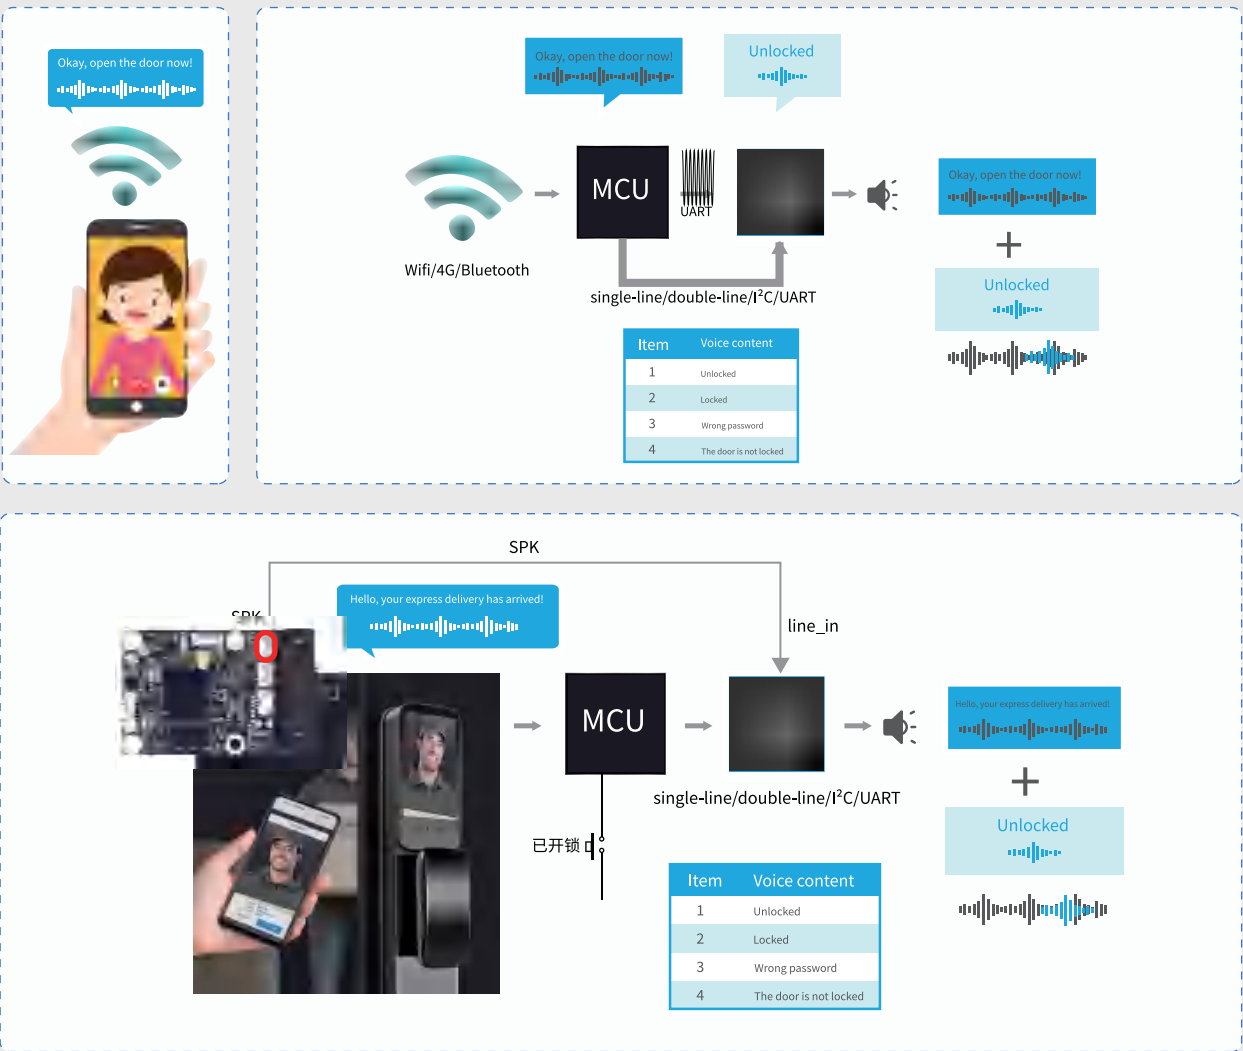 Okay, open the door now!
Okay, open the door now!
Unlocked
MCU
UART
Okay, open the door now!
+
Unlocked
Wifi/4G/Bluetooth
single-line/double-line/I²C/UART
Item Voice content
1 Unlocked
2 Locked
3 Wrong password
4 The door is not locked
SPK
SPK
Hello, your express delivery has arrived!
line_in
MCU
Hello, your express delivery has arrived!
+
Unlocked
single-line/double-line/I²C/UART
已开锁
Item Voice content
1 Unlocked
2 Locked
3 Wrong password
4 The door is not locked